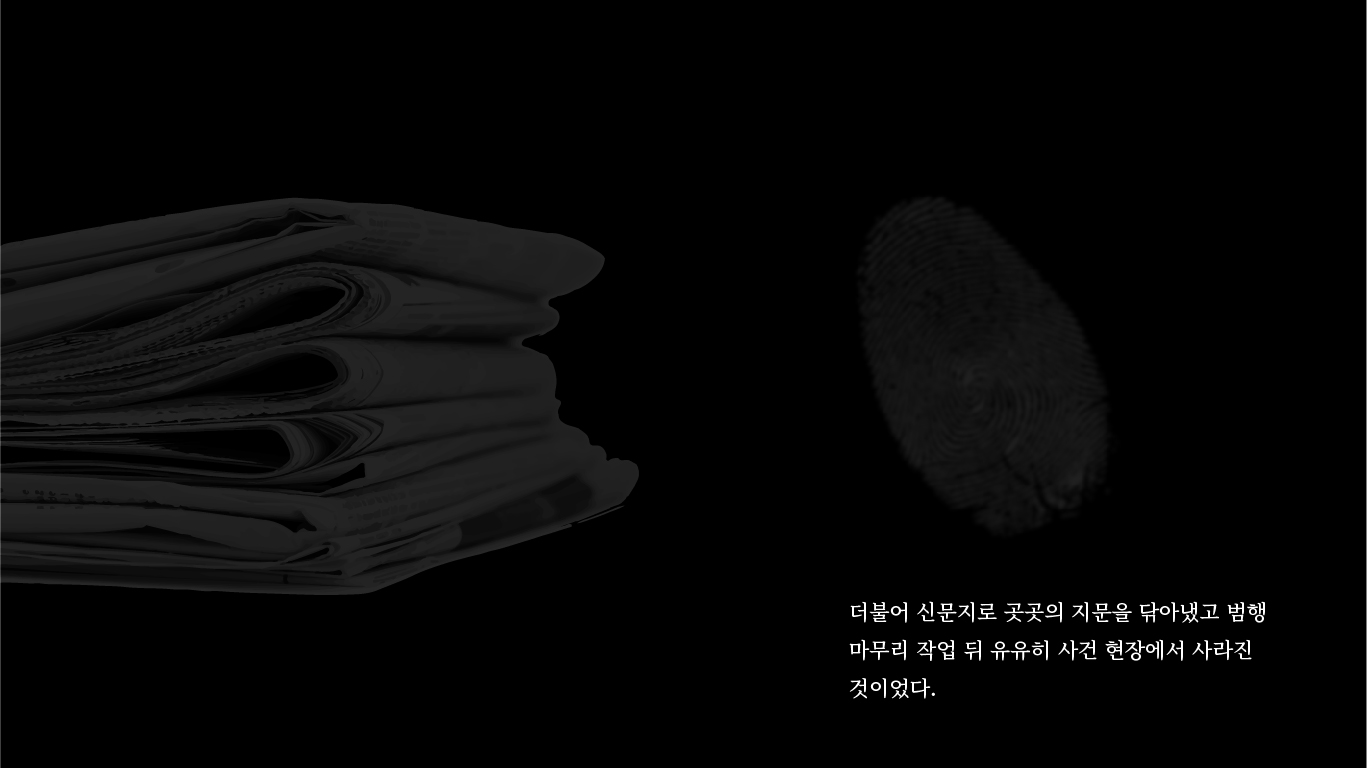 더불어 신문지로 곳곳의 지문을 닦아냈고 범행
마무리 작업 뒤 유유히 사건 현장에서 사라진
것이었다.